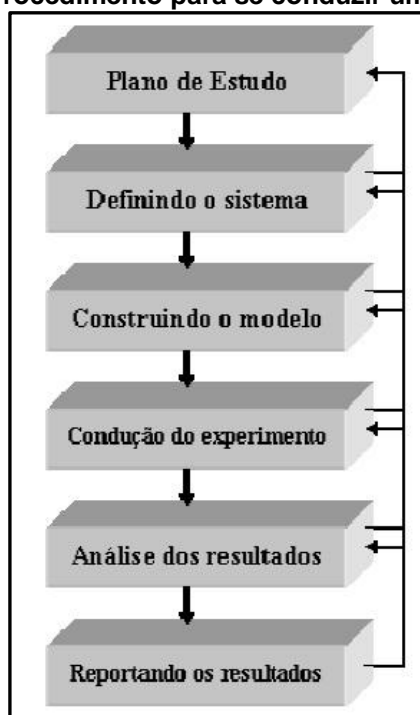 rocedimento para se conduzir un
Plano de Estudo
Definindo o sistema
Construindo o modelo
Condução do experimento
Análise dos resultados
Reportando os resultados